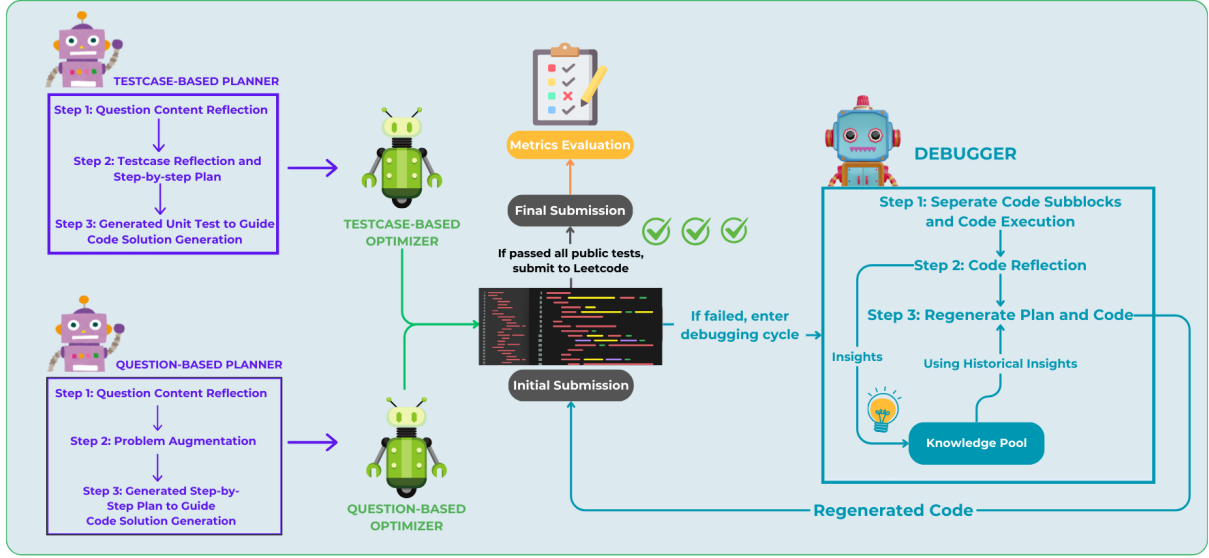 TESTCASE-BASED PLANNER
Step 1: Question Content Reflection
Step 2: Testcase Reflection and
Step-by-step Plan
Step 3: Generated Unit Test to Guide
Code Solution Generation
TESTCASE-BASED
OPTIMIZER
QUESTION-BASED PLANNER
Step 1: Question Content Reflection
Step 2: Problem Augmentation
Step 3: Generated Step-by-
Step Plan to Guide
Code Solution Generation
QUESTION-BASED
OPTIMIZER
Metrics Evaluation
Final Submission
If passed all public tests,
submit to Leetcode
Initial Submission
If failed, enter
debugging cycle
DEBUGGER
Step 1: Seperate Code Subblocks
and Code Execution
Step 2: Code Reflection
Step 3: Regenerate Plan and Code
Insights
Using Historical Insights
Knowledge Pool
Regenerated Code